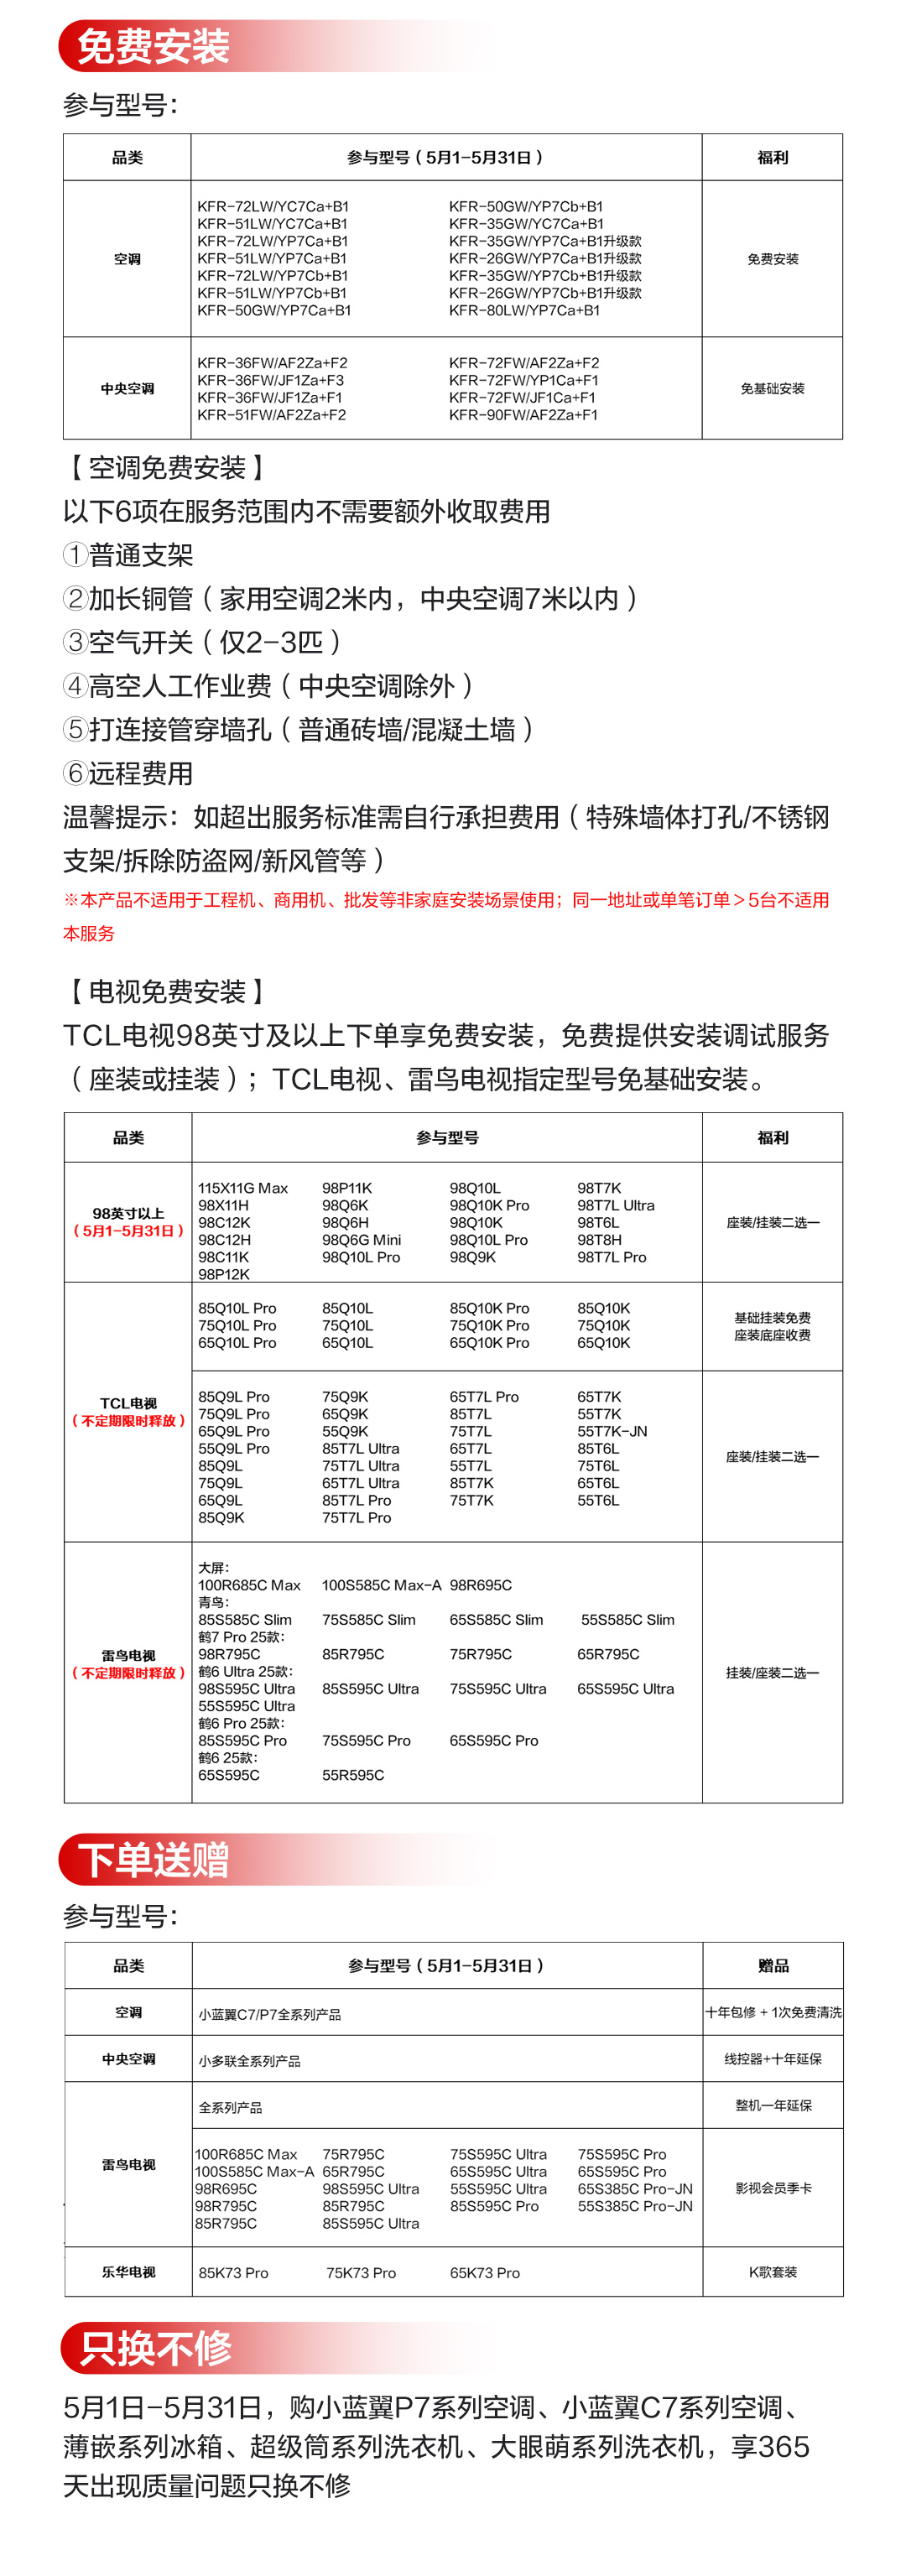 免费安装
参与型号：
品类 参与型号（5月1-5月31日） 福利
KFR-72LW/YC7Ca+B1 KFR-50GW/YP7Cb+B1
KFR-51LW/YC7Ca+B1 KFR-35GW/YC7Ca+B1
KFR-72LW/YP7Ca+B1 KFR-35GW/YP7Ca+B1升级款
空调 KFR-51LW/YP7Ca+B1 KFR-26GW/YP7Ca+B1升级款 免费安装
KFR-72LW/YP7Cb+B1 KFR-35GW/YP7Cb+B1升级款
KFR-51LW/YP7Cb+B1 KFR-26GW/YP7Cb+B1升级款
KFR-50GW/YP7Ca+B1 KFR-80LW/YP7Ca+B1
KFR-36FW/AF2Za+F2 KFR-72FW/AF2Za+F2
中央空调 KFR-36FW/JF1Za+F3 KFR-72FW/YP1Ca+F1 免基础安装
KFR-36FW/JF1Za+F1 KFR-72FW/JF1Ca+F1
KFR-51FW/AF2Za+F2 KFR-90FW/AF2Za+F1
【空调免费安装】
以下6项在服务范围内不需要额外收取费用
①普通支架
②加长铜管（家用空调2米内，中央空调7米以内）
③空气开关（仅2-3匹）
④高空人工作业费（中央空调除外）
⑤打连接管穿墙孔（普通砖墙/混凝土墙）
⑥远程费用
温馨提示：如超出服务标准需自行承担费用（特殊墙体打孔/不锈钢
支架/拆除防盗网/新风管等）
※本产品不适用于工程机、商用机、批发等非家庭安装场景使用；同一地址或单笔订单＞5台不适用
本服务
【电视免费安装】
TCL电视98英寸及以上下单享免费安装，免费提供安装调试服务
（座装或挂装）；TCL电视、雷鸟电视指定型号免基础安装。
品类 参与型号 福利
115X11G Max 98P11K 98Q10L 98T7K
98英寸以上 98X11H 98Q6K 98Q10K Pro 98T7L Ultra
（5月1-5月31日） 98C12K 98Q6H 98Q10K 98T6L 座装/挂装二选一
98C12H 98Q6G Mini 98Q10L Pro 98T8H
98C11K 98Q10L Pro 98Q9K 98T7L Pro
98P12K
85Q10L Pro 85Q10L 85Q10K Pro 85Q10K 基础挂装免费
75Q10L Pro 75Q10L 75Q10K Pro 75Q10K 座装底座收费
65Q10L Pro 65Q10L 65Q10K Pro 65Q10K
TCL电视 85Q9L Pro 75Q9K 65T7L Pro 65T7K
（不定期限时释放） 75Q9L Pro 65Q9K 85T7L 55T7K
65Q9L Pro 55Q9K 75T7L 55T7K-JN
55Q9L Pro 85T7L Ultra 65T7L 85T6L 座装/挂装二选一
85Q9L 75T7L Ultra 55T7L 75T6L
75Q9L 65T7L Ultra 85T7K 65T6L
65Q9L 85T7L Pro 75T7K 55T6L
85Q9K 75T7L Pro
大屏：
100R685C Max 100S585C Max-A 98R695C
青鸟：
85S585C Slim 75S585C Slim 65S585C Slim 55S585C Slim
鹤7 Pro 25款：
雷鸟电视 98R795C 85R795C 75R795C 65R795C
（不定期限时释放） 鹤6 Ultra 25款： 挂装/座装二选一
98S595C Ultra 85S595C Ultra 75S595C Ultra 65S595C Ultra
55S595C Ultra
鹤6 Pro 25款：
85S595C Pro 75S595C Pro 65S595C Pro
鹤6 25款：
65S595C 55R595C
下单送赠
参与型号：
品类 参与型号（5月1-5月31日） 赠品
空调 小蓝翼C7/P7全系列产品 十年包修 + 1次免费清洗
中央空调 小多联全系列产品 线控器+十年延保
全系列产品 整机一年延保
雷鸟电视 100R685C Max 75R795C 75S595C Ultra 75S595C Pro
100S585C Max-A 65R795C 65S595C Ultra 65S595C Pro
98R695C 98S595C Ultra 55S595C Ultra 65S385C Pro-JN 影视会员季卡
98R795C 85R795C 85S595C Pro 55S385C Pro-JN
85R795C 85S595C Ultra
乐华电视 85K73 Pro 75K73 Pro 65K73 Pro K歌套装
只换不修
5月1日-5月31日，购小蓝翼P7系列空调、小蓝翼C7系列空调、
薄嵌系列冰箱、超级筒系列洗衣机、大眼萌系列洗衣机，享365
天出现质量问题只换不修